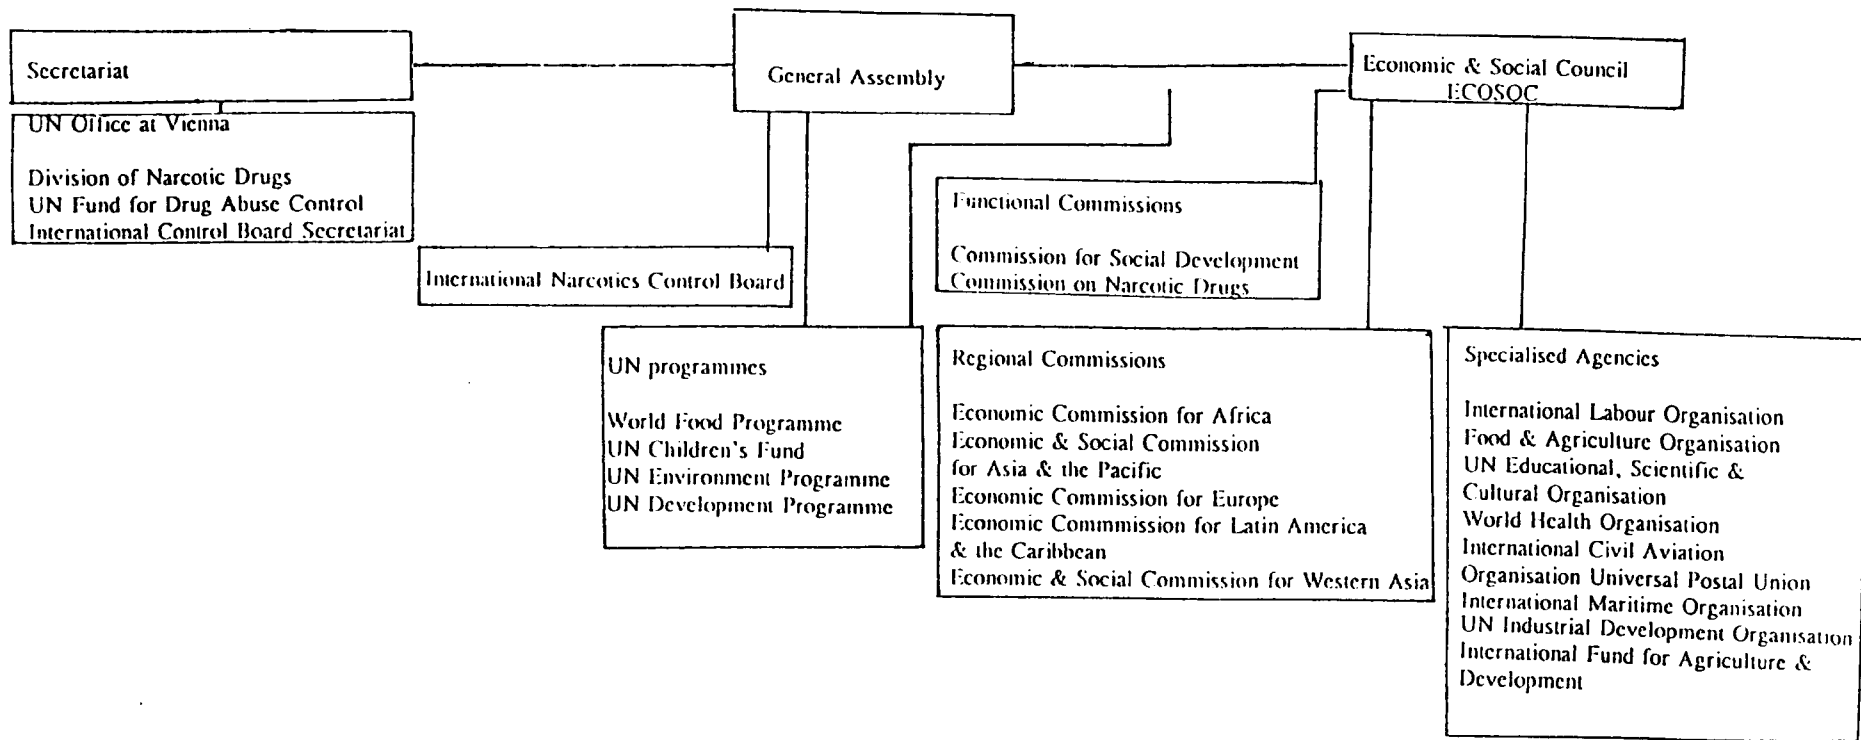 Secretariat
UN Office at Vienna
Division of Narcotic Drugs
UN Fund for Drug Abuse Control
International Control Board Secretariat
General Assembly
Economic & Social Council
ECOSOC
International Narcotics Control Board
Functional Commissions
Commission for Social Development
Commission on Narcotic Drugs
UN programmes
World Food Programme
UN Children's Fund
UN Environment Programme
UN Development Programme
Regional Commissions
Economic Commission for Africa
Economic & Social Commission
for Asia & the Pacific
Economic Commission for Europe
Economic Commmission for Latin America
& the Caribbean
Economic & Social Commission for Western Asia
Specialised Agencies
International Labour Organisation
Food & Agriculture Organisation
UN Educational, Scientific &
Cultural Organisation
World Health Organisation
International Civil Aviation
Organisation Universal Postal Union
International Maritime Organisation
UN Industrial Development Organisation
International Fund for Agriculture &
Development